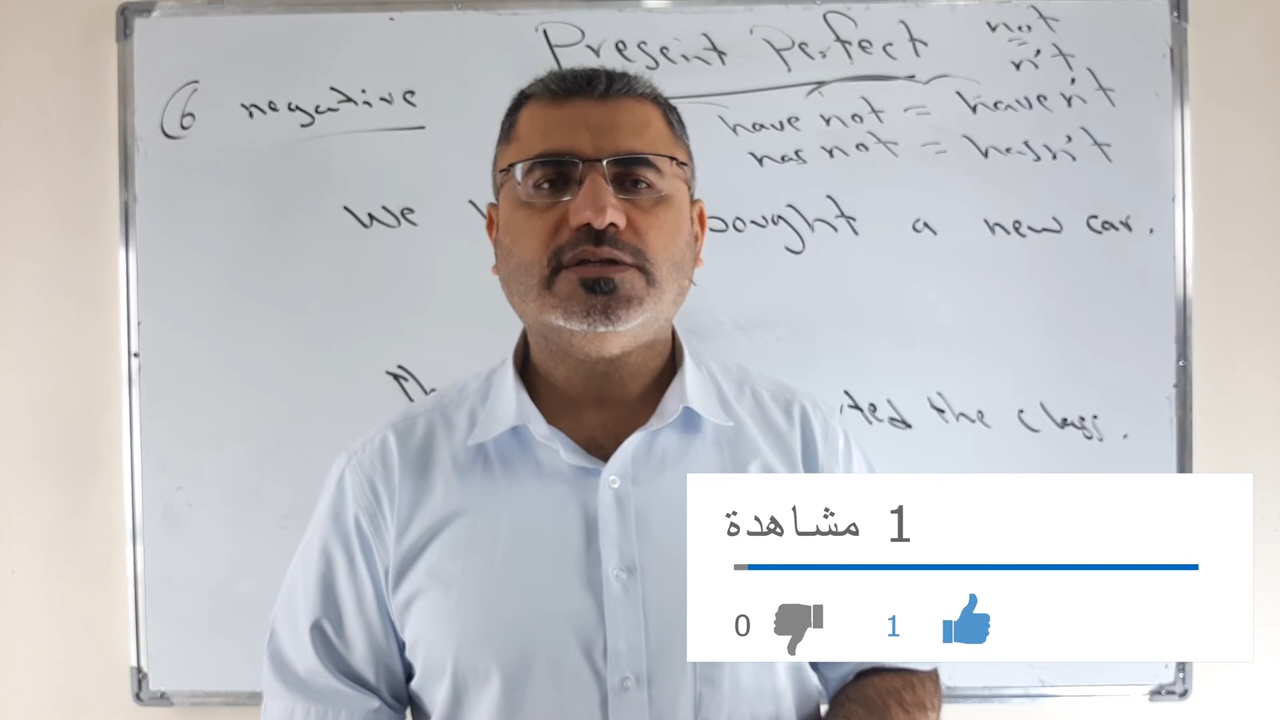 Present Perfect
not
n't
6 negative
have not = haven't
has not = hasn't
We bought a new car.
the class.
1 مشاهدة
0 1